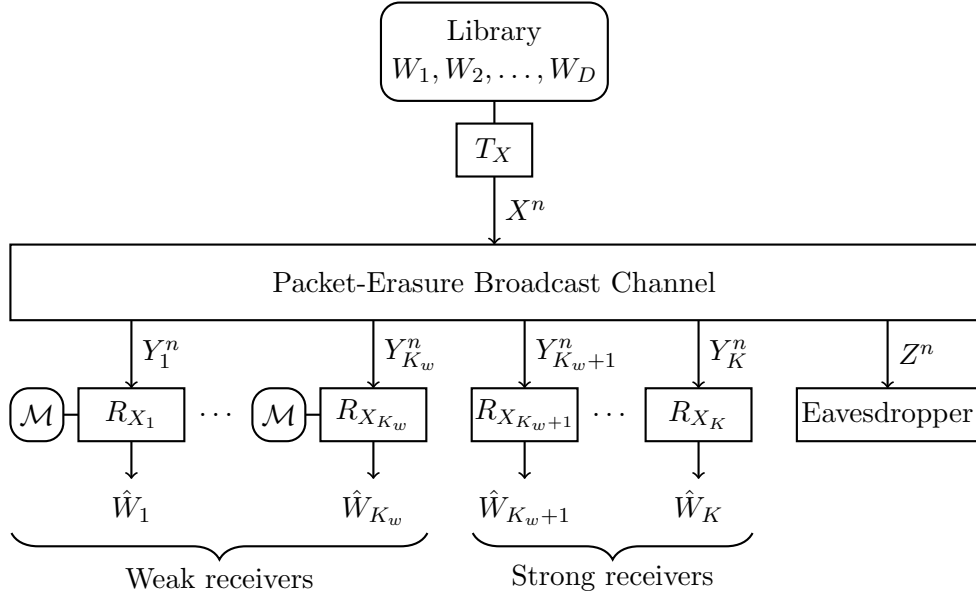 Library
W_1, W_2, ..., W_D
T_X
X^n
Packet-Erasure Broadcast Channel
Y_1^n Y_{K_w}^n Y_{K_w+1}^n Y_K^n Z^n
ℳ R_{X_1} ··· ℳ R_{X_{K_w}} R_{X_{K_w+1}} ··· R_{X_K} Eavesdropper
Ŵ_1 Ŵ_{K_w} Ŵ_{K_w+1} Ŵ_K
Weak receivers Strong receivers